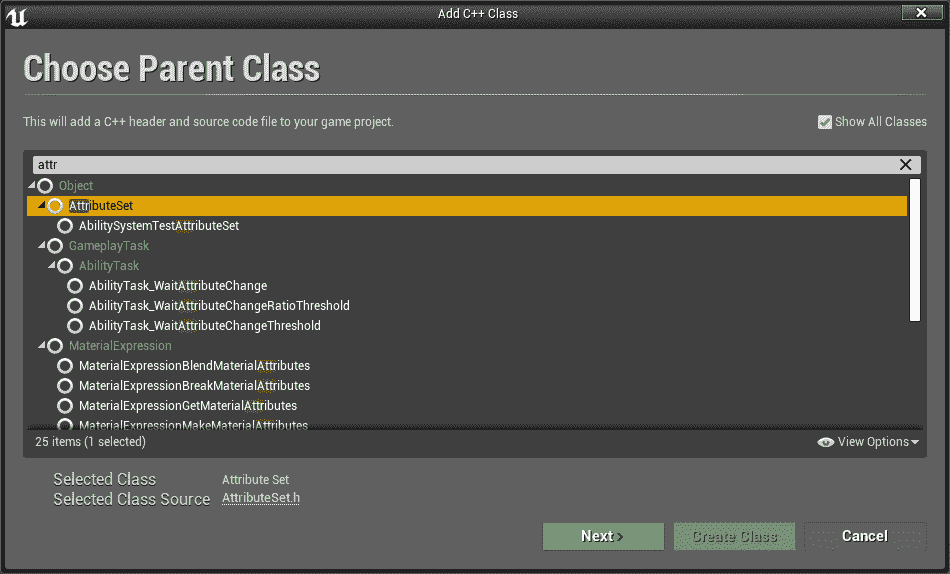 Add C++ Class
Choose Parent Class
This will add a C++ header and source code file to your game project.
Show All Classes
attr
Object
AttributeSet
AbilitySystemTestAttributeSet
GameplayTask
AbilityTask
AbilityTask_WaitAttributeChange
AbilityTask_WaitAttributeChangeRatioThreshold
AbilityTask_WaitAttributeChangeThreshold
MaterialExpression
MaterialExpressionBlendMaterialAttributes
MaterialExpressionBreakMaterialAttributes
MaterialExpressionGetMaterialAttributes
MaterialExpressionMakeMaterialAttributes
25 items (1 selected)
View Options
Selected Class Attribute Set
Selected Class Source AttributeSet.h
Next >
Create Class
Cancel